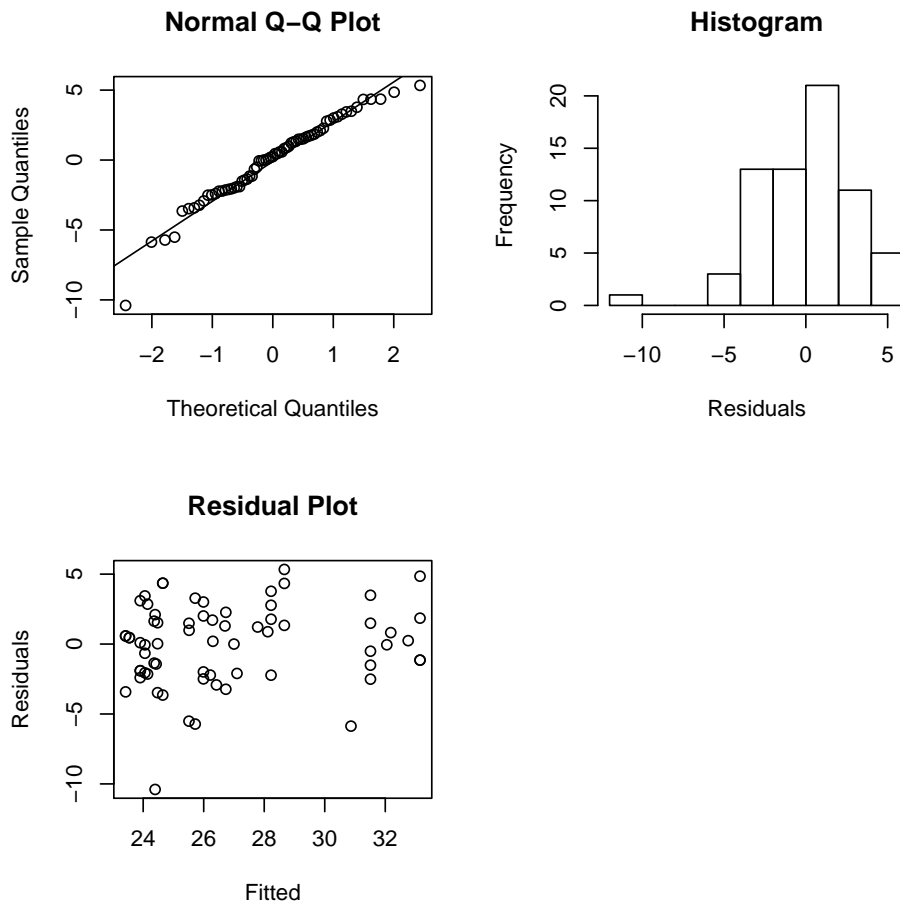 Normal Q−Q Plot
Sample Quantiles
5
0
−5
−10
−2 −1 0 1 2
Theoretical Quantiles
Histogram
Frequency
20
15
10
5
0
−10 −5 0 5
Residuals
Residual Plot
Residuals
5
0
−5
−10
24 26 28 30 32
Fitted